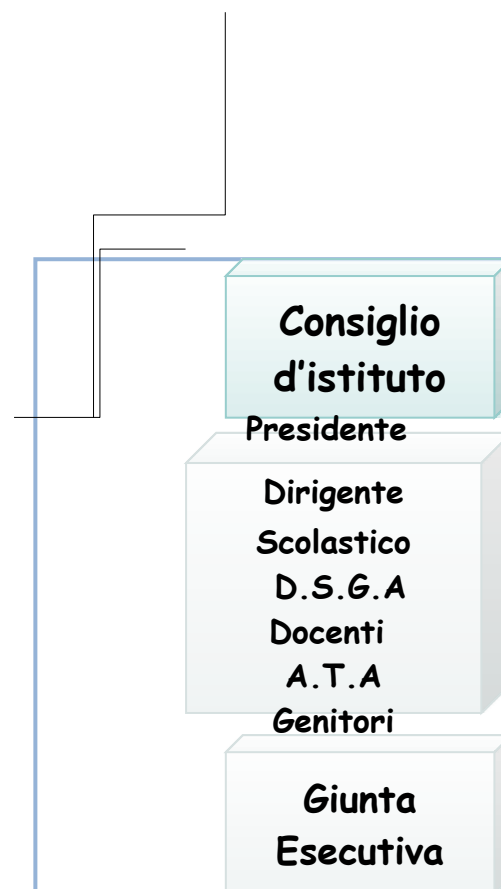 Consiglio
d'istituto
Presidente
Dirigente
Scolastico
D.S.G.A
Docenti
A.T.A
Genitori
Giunta
Esecutiva